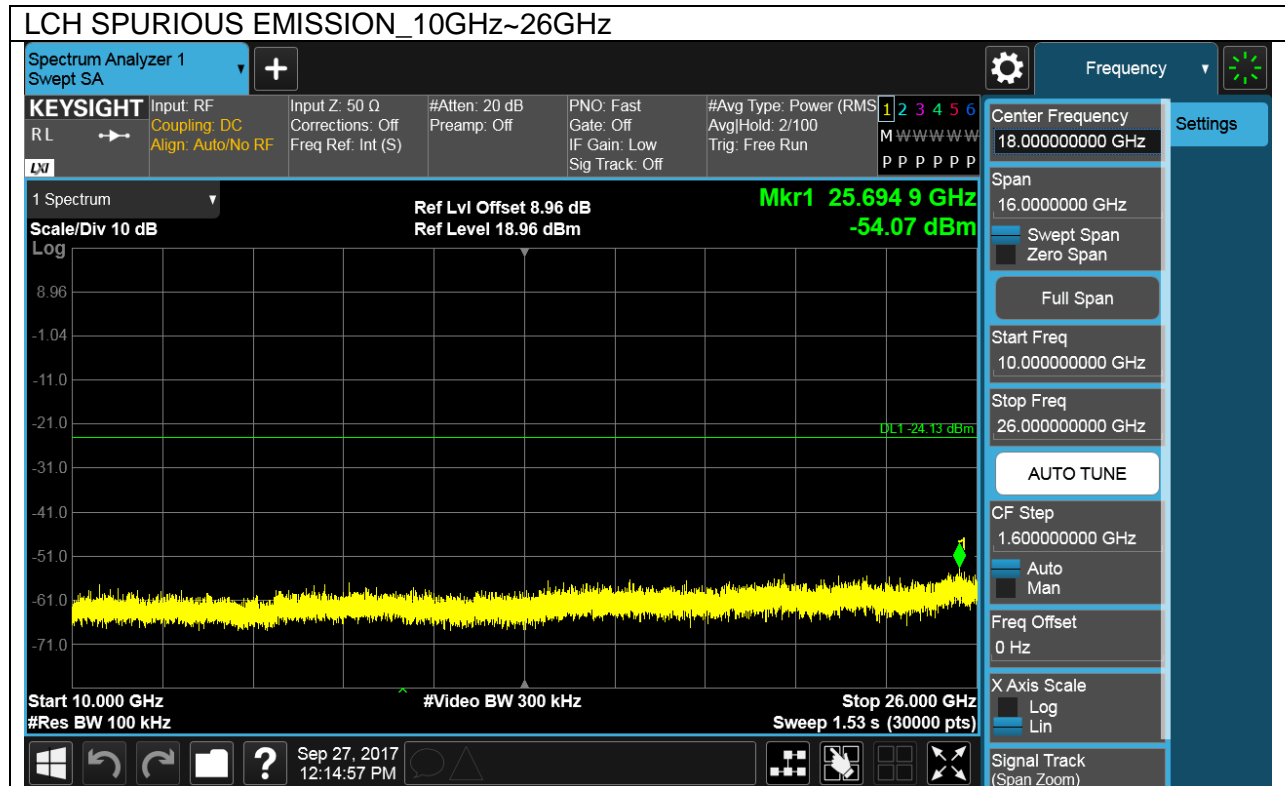 LCH SPURIOUS EMISSION_10GHz~26GHz
Spectrum Analyzer 1
Swept SA
+
Frequency
KEYSIGHT
RL
LXI
Input: RF
Coupling: DC
Align: Auto/No RF
Input Z: 50 Ω
Corrections: Off
Freq Ref: Int (S)
#Atten: 20 dB
Preamp: Off
PNO: Fast
Gate: Off
IF Gain: Low
Sig Track: Off
#Avg Type: Power (RMS
Avg|Hold: 2/100
Trig: Free Run
1 2 3 4 5 6
M W W W W W
P P P P P P
1 Spectrum
Scale/Div 10 dB
Ref Lvl Offset 8.96 dB
Ref Level 18.96 dBm
Mkr1 25.694 9 GHz
-54.07 dBm
Log
8.96
-1.04
-11.0
-21.0
DL1 -24.13 dBm
-31.0
-41.0
1
-51.0
-61.0
-71.0
Start 10.000 GHz
#Res BW 100 kHz
#Video BW 300 kHz
Stop 26.000 GHz
Sweep 1.53 s (30000 pts)
?
Sep 27, 2017
12:14:57 PM
Center Frequency
18.000000000 GHz
Settings
Span
16.0000000 GHz
Swept Span
Zero Span
Full Span
Start Freq
10.000000000 GHz
Stop Freq
26.000000000 GHz
AUTO TUNE
CF Step
1.600000000 GHz
Auto
Man
Freq Offset
0 Hz
X Axis Scale
Log
Lin
Signal Track
(Span Zoom)